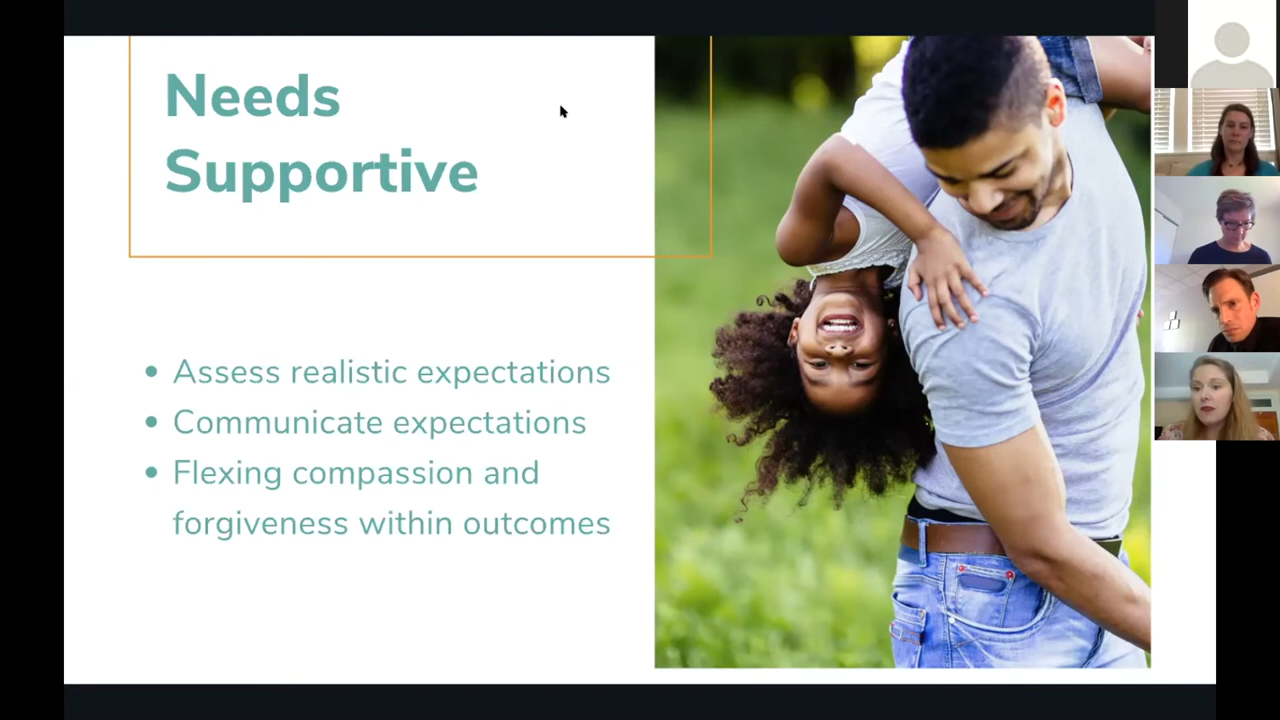 Needs
Supportive
• Assess realistic expectations
• Communicate expectations
• Flexing compassion and
forgiveness within outcomes